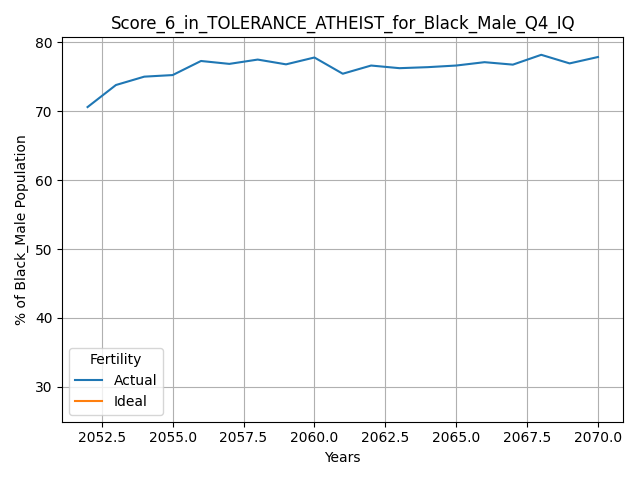 Score_6_in_TOLERANCE_ATHEIST_for_Black_Male_Q4_IQ
80
70
60
50
40
30
% of Black_Male Population
Fertility
Actual
Ideal
2052.5 2055.0 2057.5 2060.0 2062.5 2065.0 2067.5 2070.0
Years